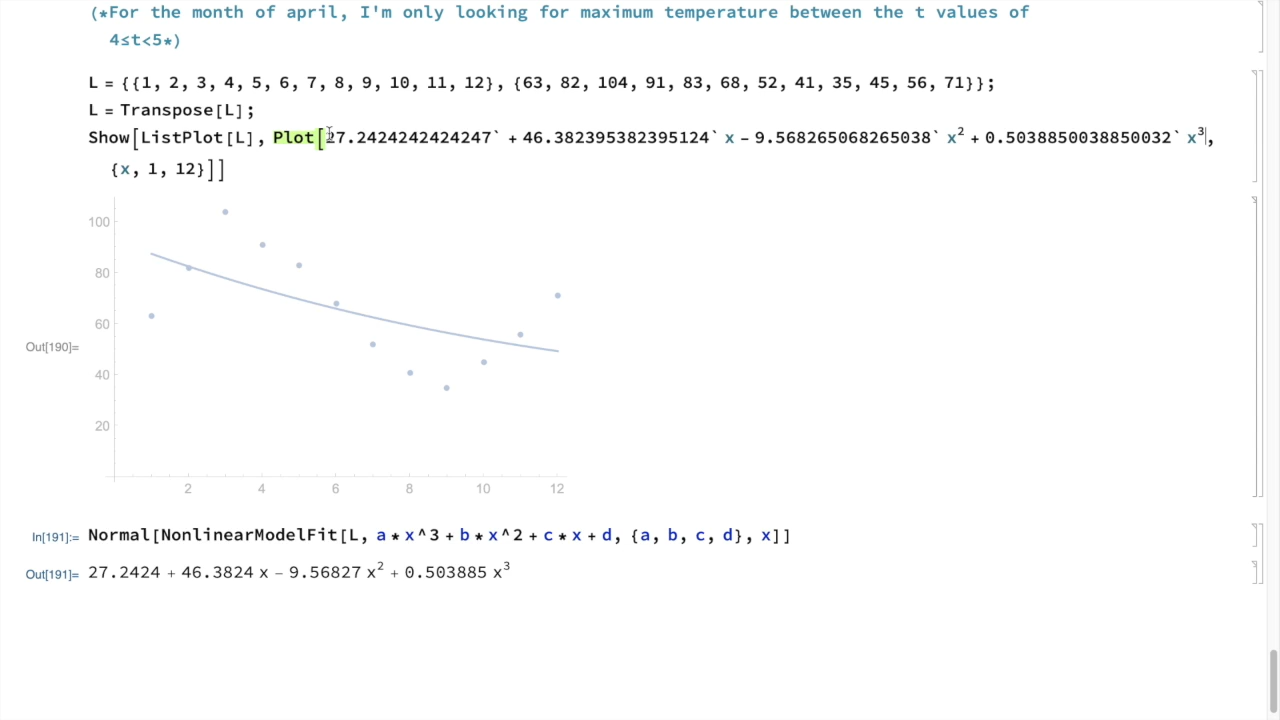 (*For the month of april, I'm only looking for maximum temperature between the t values of
4≤t<5*)
L = {{1, 2, 3, 4, 5, 6, 7, 8, 9, 10, 11, 12}, {63, 82, 104, 91, 83, 68, 52, 41, 35, 45, 56, 71}};
L = Transpose[L];
Show[ListPlot[L], Plot[27.2424242424247` + 46.382395382395124` x - 9.568265068265038` x² + 0.5038850038850032` x³,
{x, 1, 12}]]
100
80
60
40
20
Out[190]=
2 4 6 8 10 12
In[191]:= Normal[NonlinearModelFit[L, a * x^3 + b * x^2 + c * x + d, {a, b, c, d}, x]]
Out[191]= 27.2424 + 46.3824 x - 9.56827 x² + 0.503885 x³